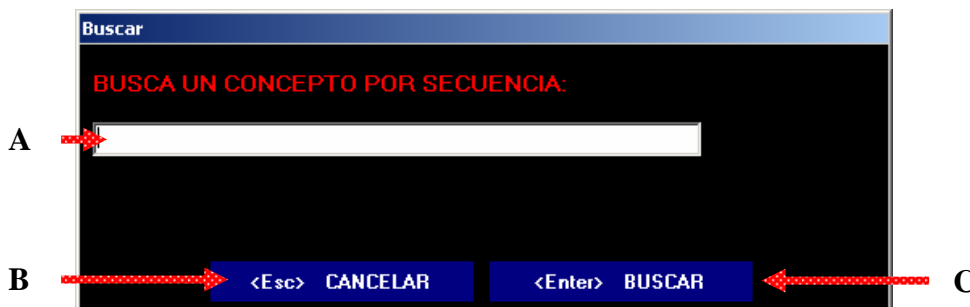 Buscar
BUSCA UN CONCEPTO POR SECUENCIA:
A
B <Esc> CANCELAR <Enter> BUSCAR C